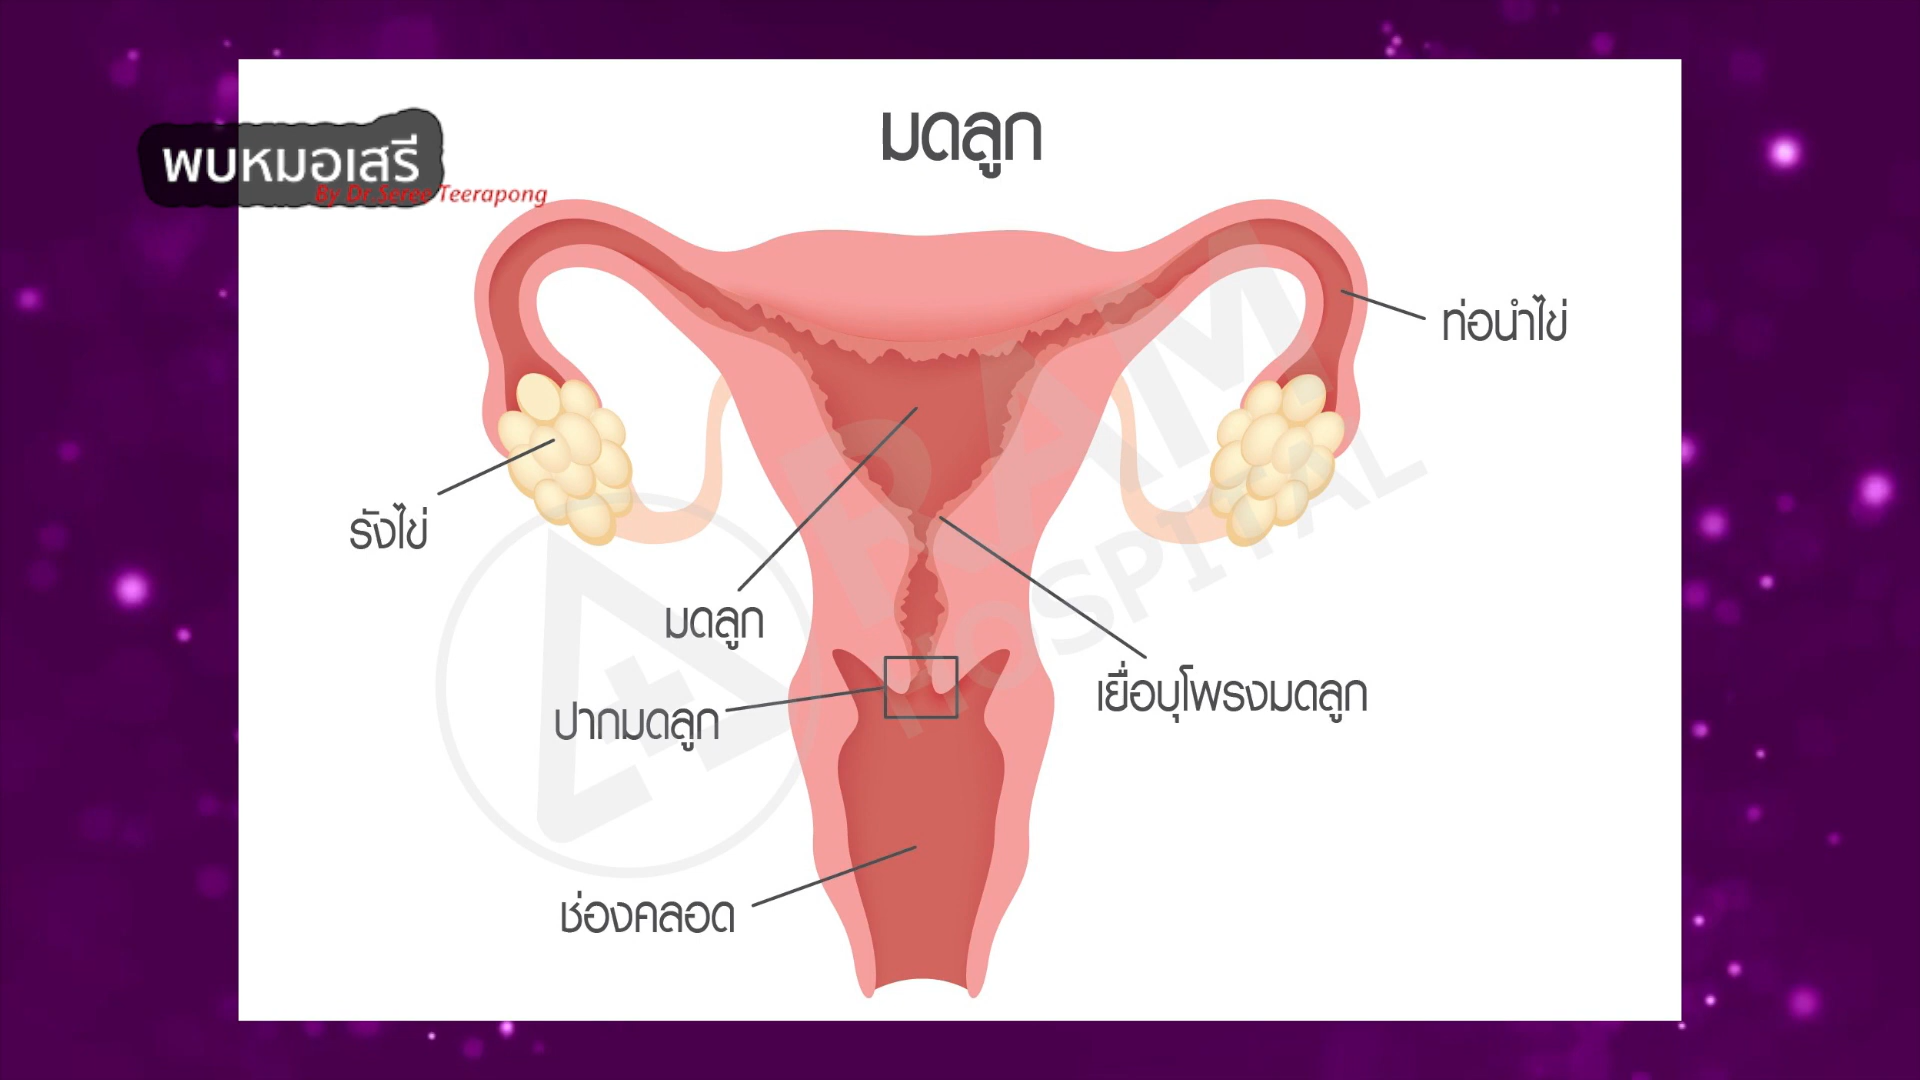 มดลูก
พบหมอเสรี
By Dr.Seree Teerapong
ท่อนำไข่
รังไข่
มดลูก
เยื่อบุโพรงมดลูก
ปากมดลูก
ช่องคลอด
RAM
HOSPITAL